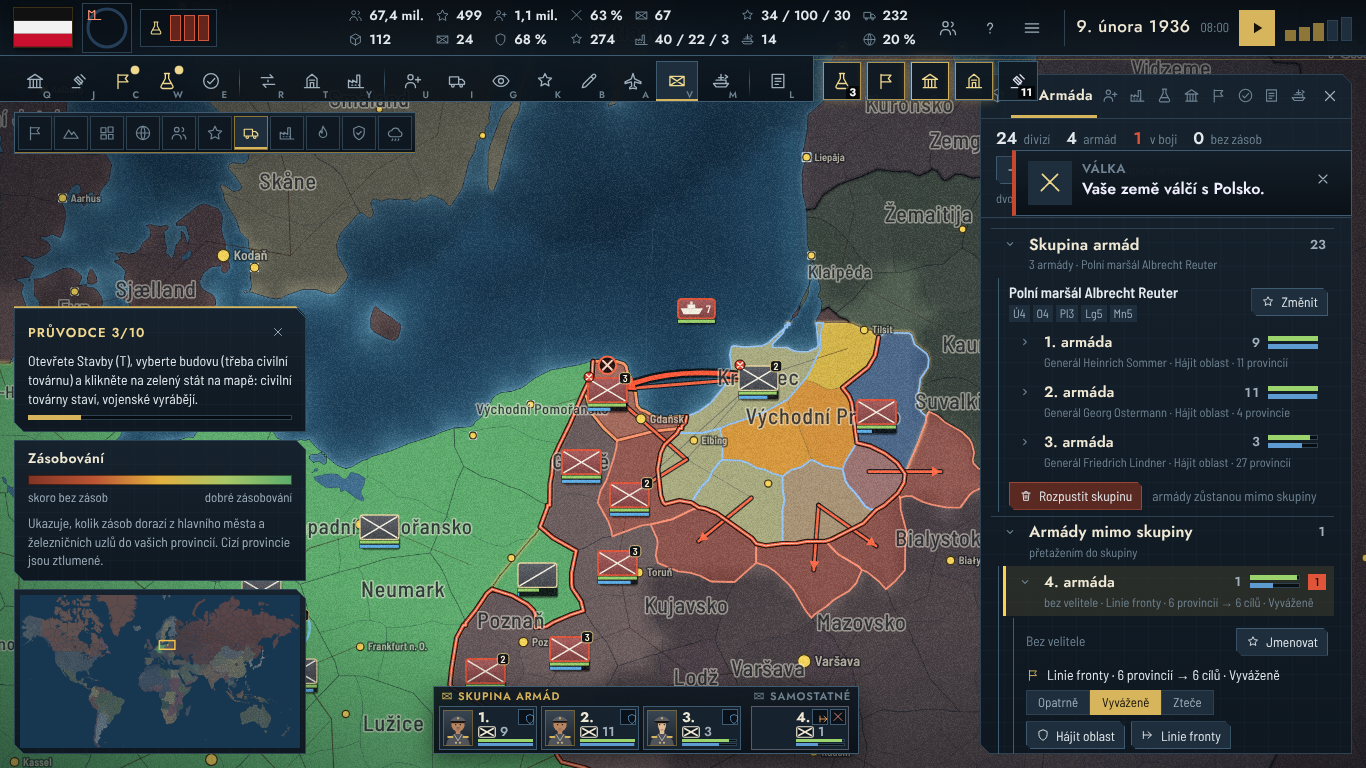 67,4 mil. 499 1,1 mil. 63 % 67 34 / 100 / 30 232
112 24 68 % 274 40 / 22 / 3 14 20 %
? 9. února 1936 08:00
Q J C W E R T Y U I G K B A V M L
3 11
Vidzeme
Kuronsko
Zemg
Liepāja
Skåne
Aarhus
Kodaň
Sjælland
Žemaitija
Klaipėda
Tilsit
Kau
Suvalki
7
PRŮVODCE 3/10
Otevřete Stavby (T), vyberte budovu (třeba civilní
továrnu) a klikněte na zelený stát na mapě: civilní
továrny staví, vojenské vyrábějí.
Zásobování
skoro bez zásob dobré zásobování
Ukazuje, kolik zásob dorazí z hlavního města a
železničních uzlů do vašich provincií. Cizí provincie
jsou ztlumené.
3
2
Východní Pomořansk
Gdaňsk
Elbing
Východní Pr
padní ořansko
2
Neumark
3
Toruń
Poznaň
Poz
Kujavsko
Bialystok
Biały
Mazovsko
Frankfurt n. O.
3
2
Lodž
Varšava
Varšava
Lužice
Kassel
SKUPINA ARMÁD SAMOSTATNÉ
1. 9
2. 11
3. 3
4. 1
Armáda
24 divizí 4 armád 1 v boji 0 bez zásob
VÁLKA
Vaše země válčí s Polsko.
Skupina armád 23
3 armády · Polní maršál Albrecht Reuter
Polní maršál Albrecht Reuter
Změnit
Ú4 O4 Pl3 Lg5 Mn5
1. armáda 9
Generál Heinrich Sommer · Hájit oblast · 11 provincií
2. armáda 11
Generál Georg Ostermann · Hájit oblast · 4 provincie
3. armáda 3
Generál Friedrich Lindner · Hájit oblast · 27 provincií
Rozpustit skupinu armády zůstanou mimo skupiny
Armády mimo skupiny 1
přetažením do skupiny
4. armáda 1 1
bez velitele · Linie fronty · 6 provincií → 6 cílů · Vyváženě
Bez velitele Jmenovat
Linie fronty · 6 provincií → 6 cílů · Vyváženě
Opatrně Vyváženě Zteče
Hájit oblast Linie fronty